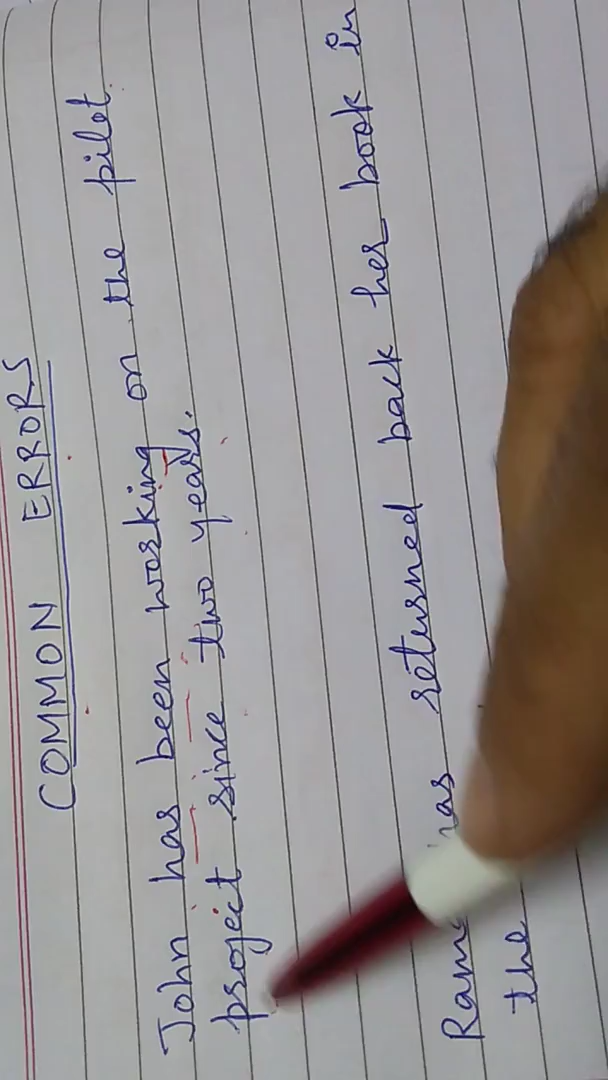 COMMON ERRORS
John has been working on the pilot
project since two years.
has returned back her book in
the